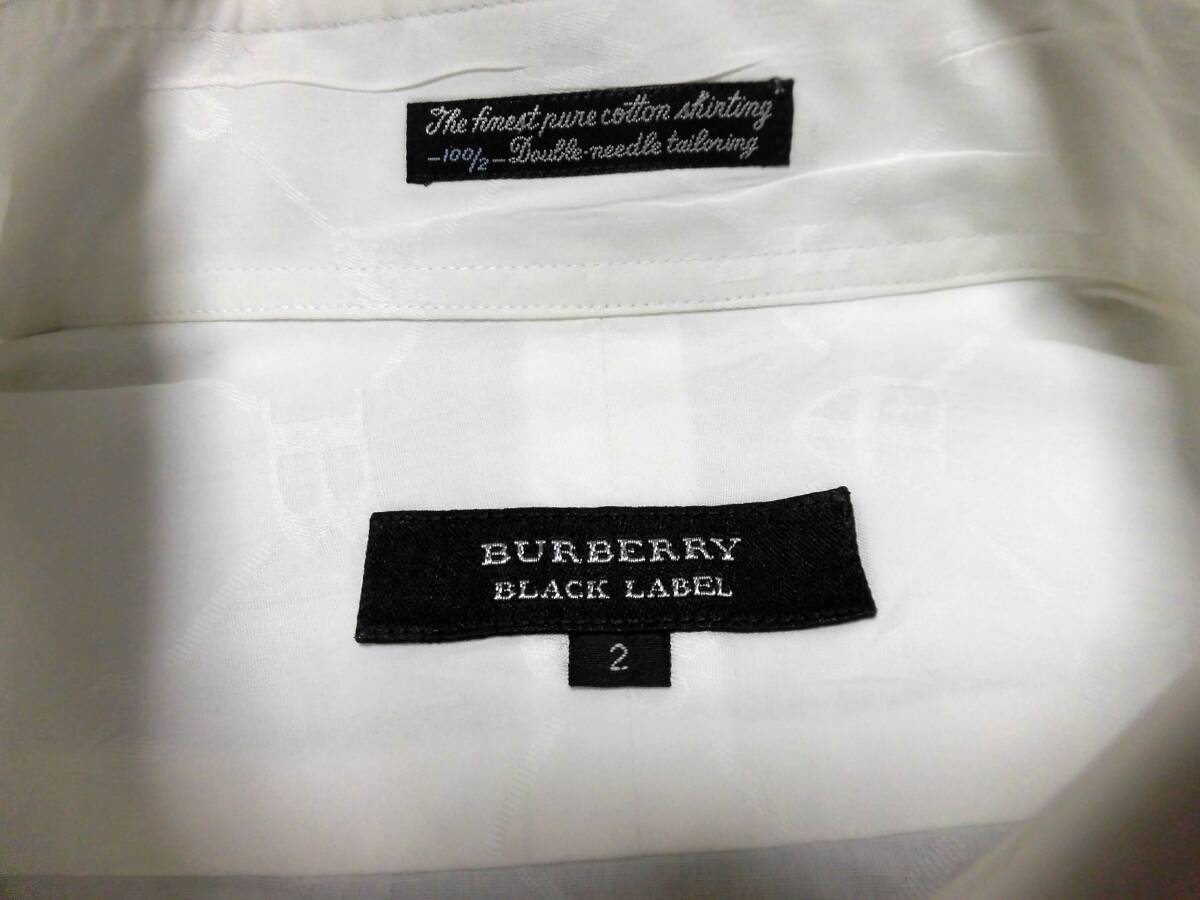 The finest pure cotton shirting
-100/2- Double-needle tailoring
B
BURBERRY
BLACK LABEL
2